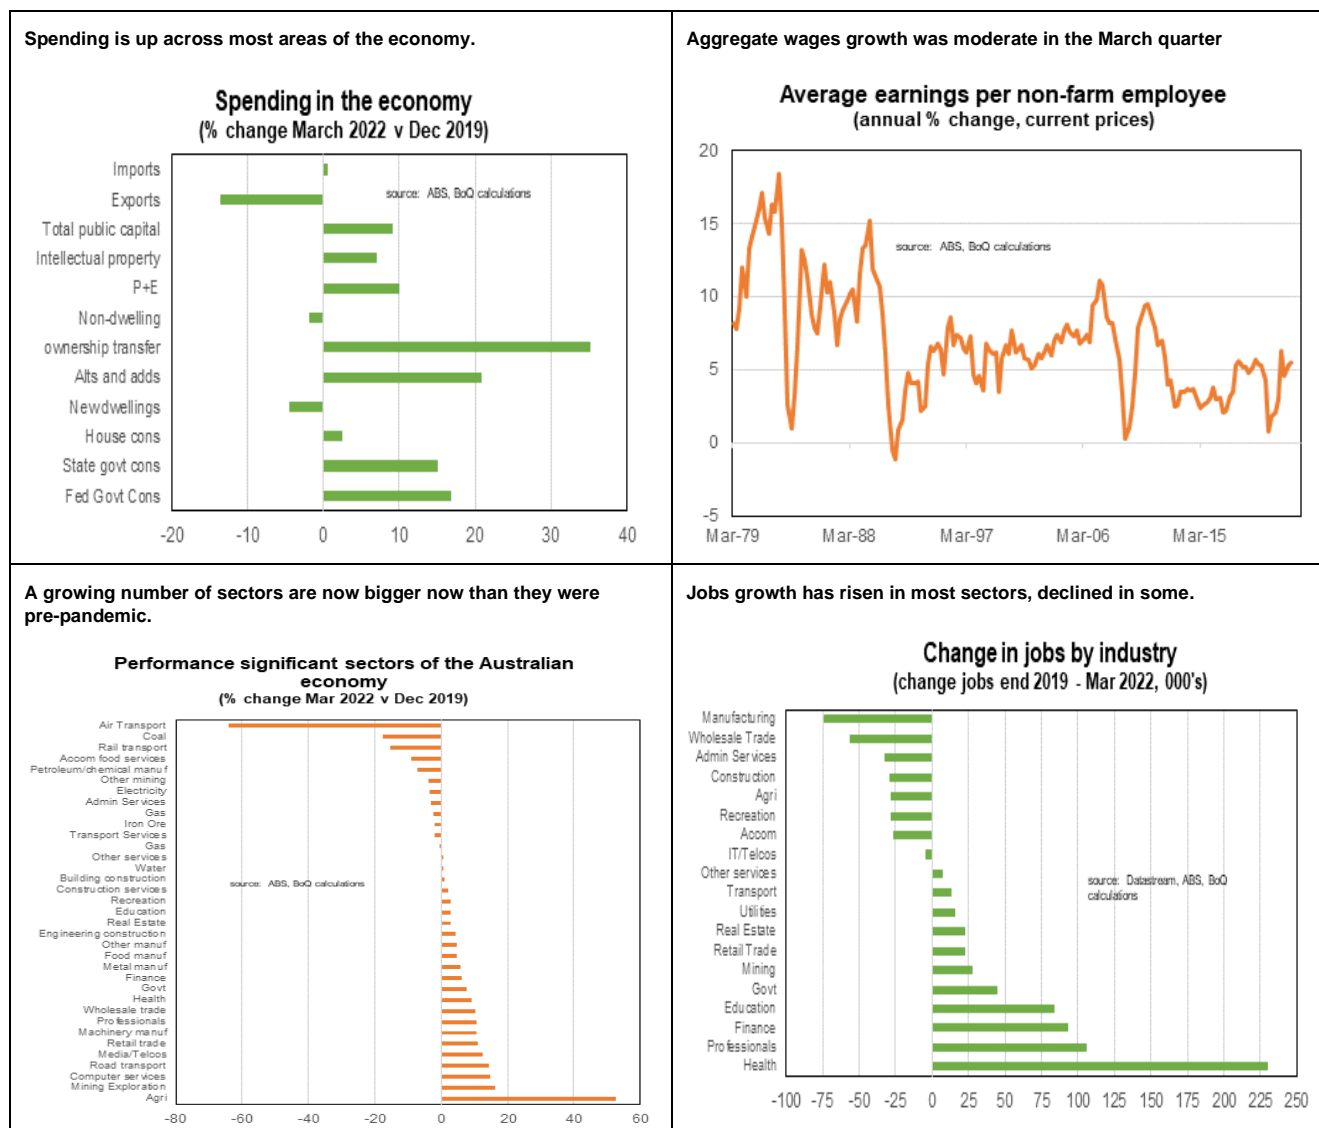 Spending is up across most areas of the economy.
Spending in the economy
(% change March 2022 v Dec 2019)
Imports
Exports
Total public capital
Intellectual property
P+E
Non-dwelling
ownership transfer
Alts and adds
New dwellings
House cons
State govt cons
Fed Govt Cons
source: ABS, BoQ calculations
-20 -10 0 10 20 30 40
Aggregate wages growth was moderate in the March quarter
Average earnings per non-farm employee
(annual % change, current prices)
20
15
10
5
0
-5
source: ABS, BoQ calculations
Mar-79 Mar-88 Mar-97 Mar-06 Mar-15
A growing number of sectors are now bigger now than they were
pre-pandemic.
Performance significant sectors of the Australian
economy
(% change Mar 2022 v Dec 2019)
Air Transport
Coal
Rail transport
Accom food services
Petroleum/chemical manuf
Other mining
Electricity
Admin Services
Gas
Iron Ore
Transport Services
Gas
Other services
Water
Building construction
Construction services
Recreation
Education
Real Estate
Engineering construction
Other manuf
Food manuf
Metal manuf
Finance
Govt
Health
Wholesale trade
Professionals
Machinery manuf
Retail trade
Media/Telcos
Road transport
Computer services
Mining Exploration
Agri
source: ABS, BoQ calculations
-80 -60 -40 -20 0 20 40 60
Jobs growth has risen in most sectors, declined in some.
Change in jobs by industry
(change jobs end 2019 - Mar 2022, 000's)
Manufacturing
Wholesale Trade
Admin Services
Construction
Agri
Recreation
Accom
IT/Telcos
Other services
Transport
Utilities
Real Estate
Retail Trade
Mining
Govt
Education
Finance
Professionals
Health
source: Datastream, ABS, BoQ
calculations
-100 -75 -50 -25 0 25 50 75 100 125 150 175 200 225 250